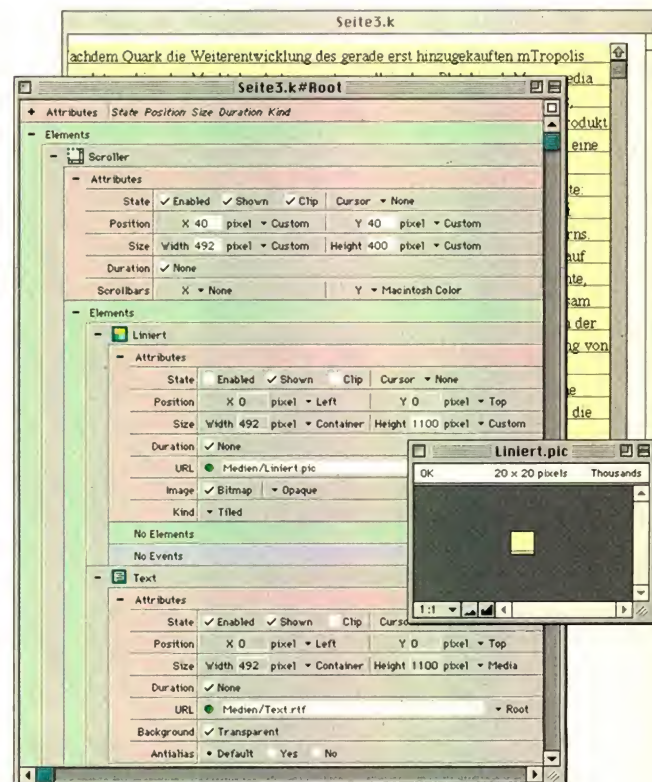 Seite3.k
achdem Quark die Weiterentwicklung des gerade erst hinzugekauften mTropolis
edia
Seite3.k#Root
rodukt
eine
te:
rns.
auf
nte,
sam
n der
ng von
ne
die
+ Attributes State Position Size Duration Kind
- Elements
- Scroller
- Attributes
State ✓ Enabled ✓ Shown ✓ Clip Cursor ▾ None
Position X 40 pixel ▾ Custom Y 40 pixel ▾ Custom
Size Width 492 pixel ▾ Custom Height 400 pixel ▾ Custom
Duration ✓ None
Scrollbars X ▾ None Y ▾ Macintosh Color
- Elements
- Liniert
- Attributes
State Enabled ✓ Shown Clip Cursor ▾ None
Position X 0 pixel ▾ Left Y 0 pixel ▾ Top
Size Width 492 pixel ▾ Container Height 1100 pixel ▾ Custom
Duration ✓ None
URL Medien/Liniert.pic
Image ✓ Bitmap ▾ Opaque
Kind ▾ Tiled
No Elements
No Events
- Text
- Attributes
State ✓ Enabled ✓ Shown Clip Curso
Position X 0 pixel ▾ Left Y 0 pixel ▾ Top
Size Width 492 pixel ▾ Container Height 1100 pixel ▾ Media
Duration ✓ None
URL Medien/Text.rtf ▾ Root
Background ✓ Transparent
Antialias • Default Yes No
Liniert.pic
OK 20 x 20 pixels Thousands
1:1